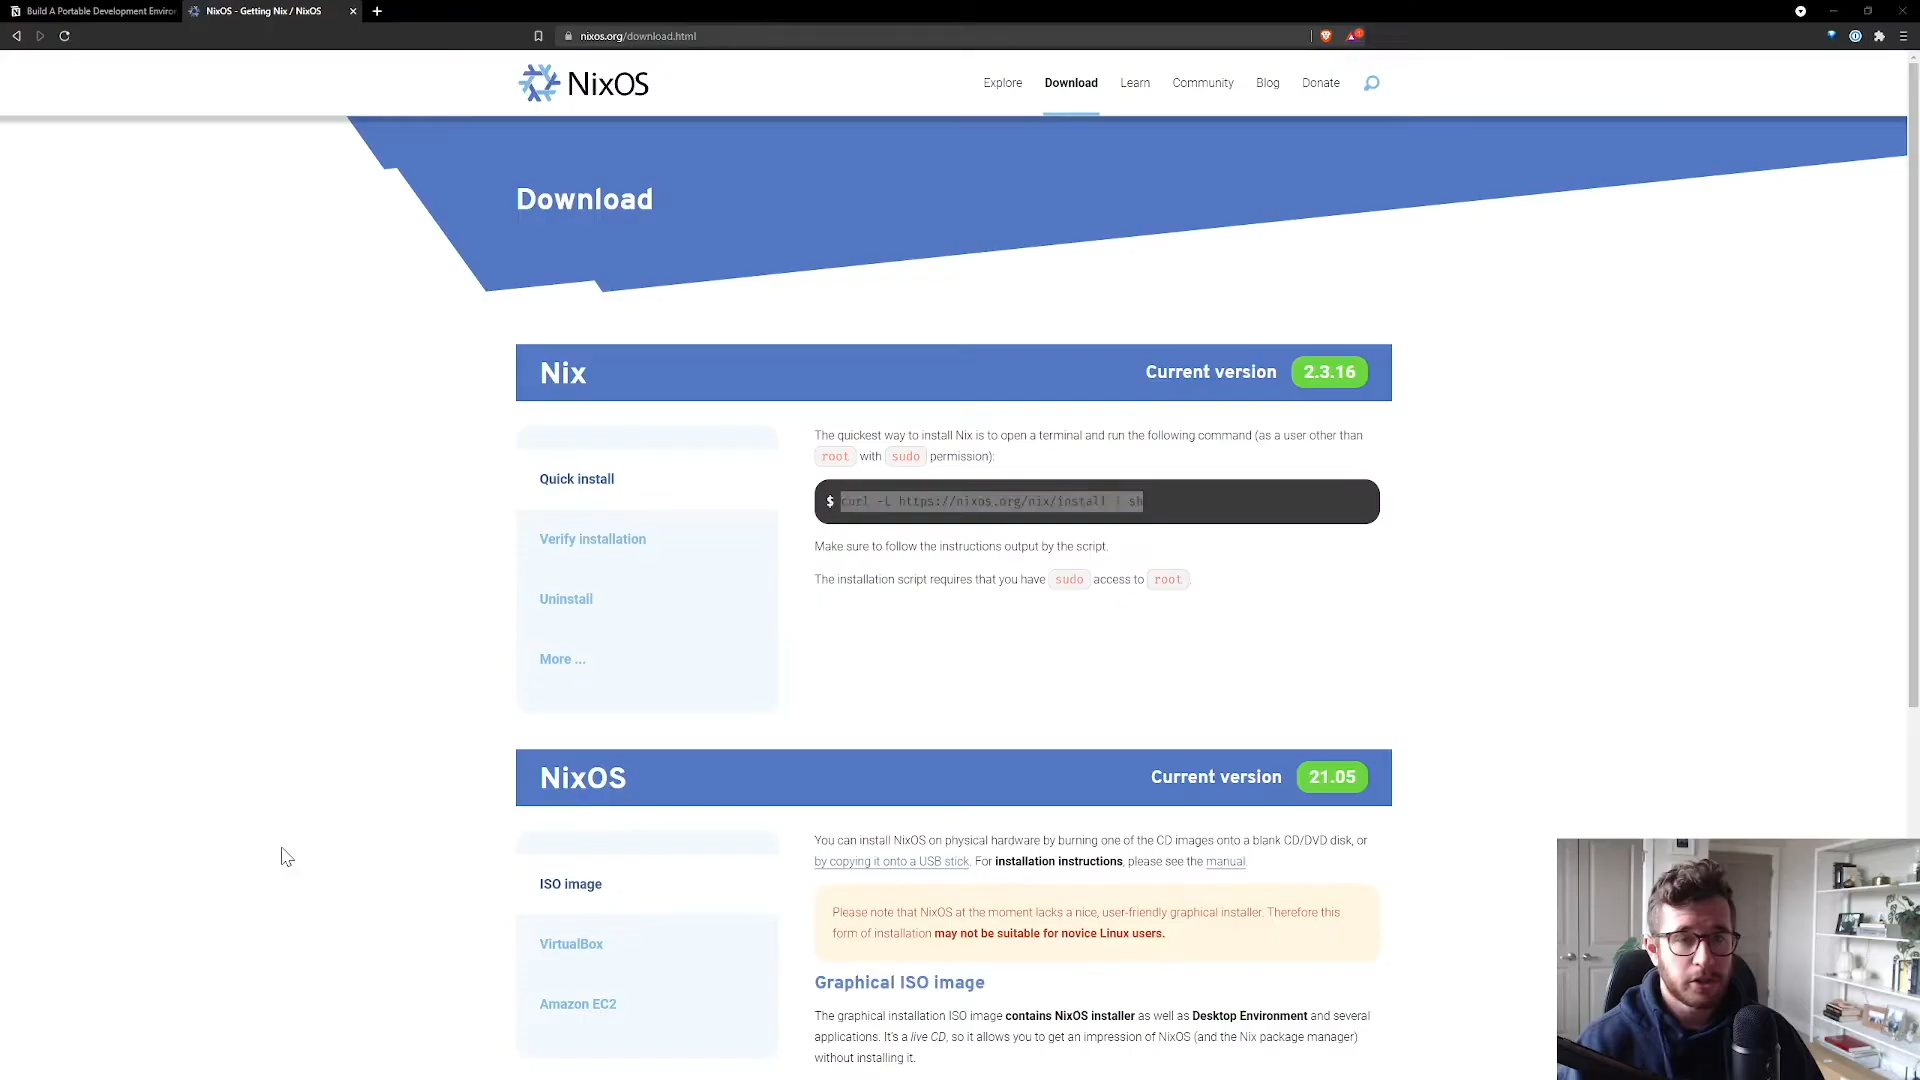 Build A Portable Development Enviror
NixOS - Getting Nix / NixOS
nixos.org/download.html
NixOS
Explore
Download
Learn
Community
Blog
Donate
Download
Nix
Current version
2.3.16
Quick install
Verify installation
Uninstall
More ...
The quickest way to install Nix is to open a terminal and run the following command (as a user other than
root with sudo permission):
$ curl -L https://nixos.org/nix/install | sh
Make sure to follow the instructions output by the script.
The installation script requires that you have sudo access to root.
NixOS
Current version
21.05
ISO image
VirtualBox
Amazon EC2
You can install NixOS on physical hardware by burning one of the CD images onto a blank CD/DVD disk, or
by copying it onto a USB stick. For installation instructions, please see the manual.
Please note that NixOS at the moment lacks a nice, user-friendly graphical installer. Therefore this
form of installation may not be suitable for novice Linux users.
Graphical ISO image
The graphical installation ISO image contains NixOS installer as well as Desktop Environment and several
applications. It's a live CD, so it allows you to get an impression of NixOS (and the Nix package manager)
without installing it.